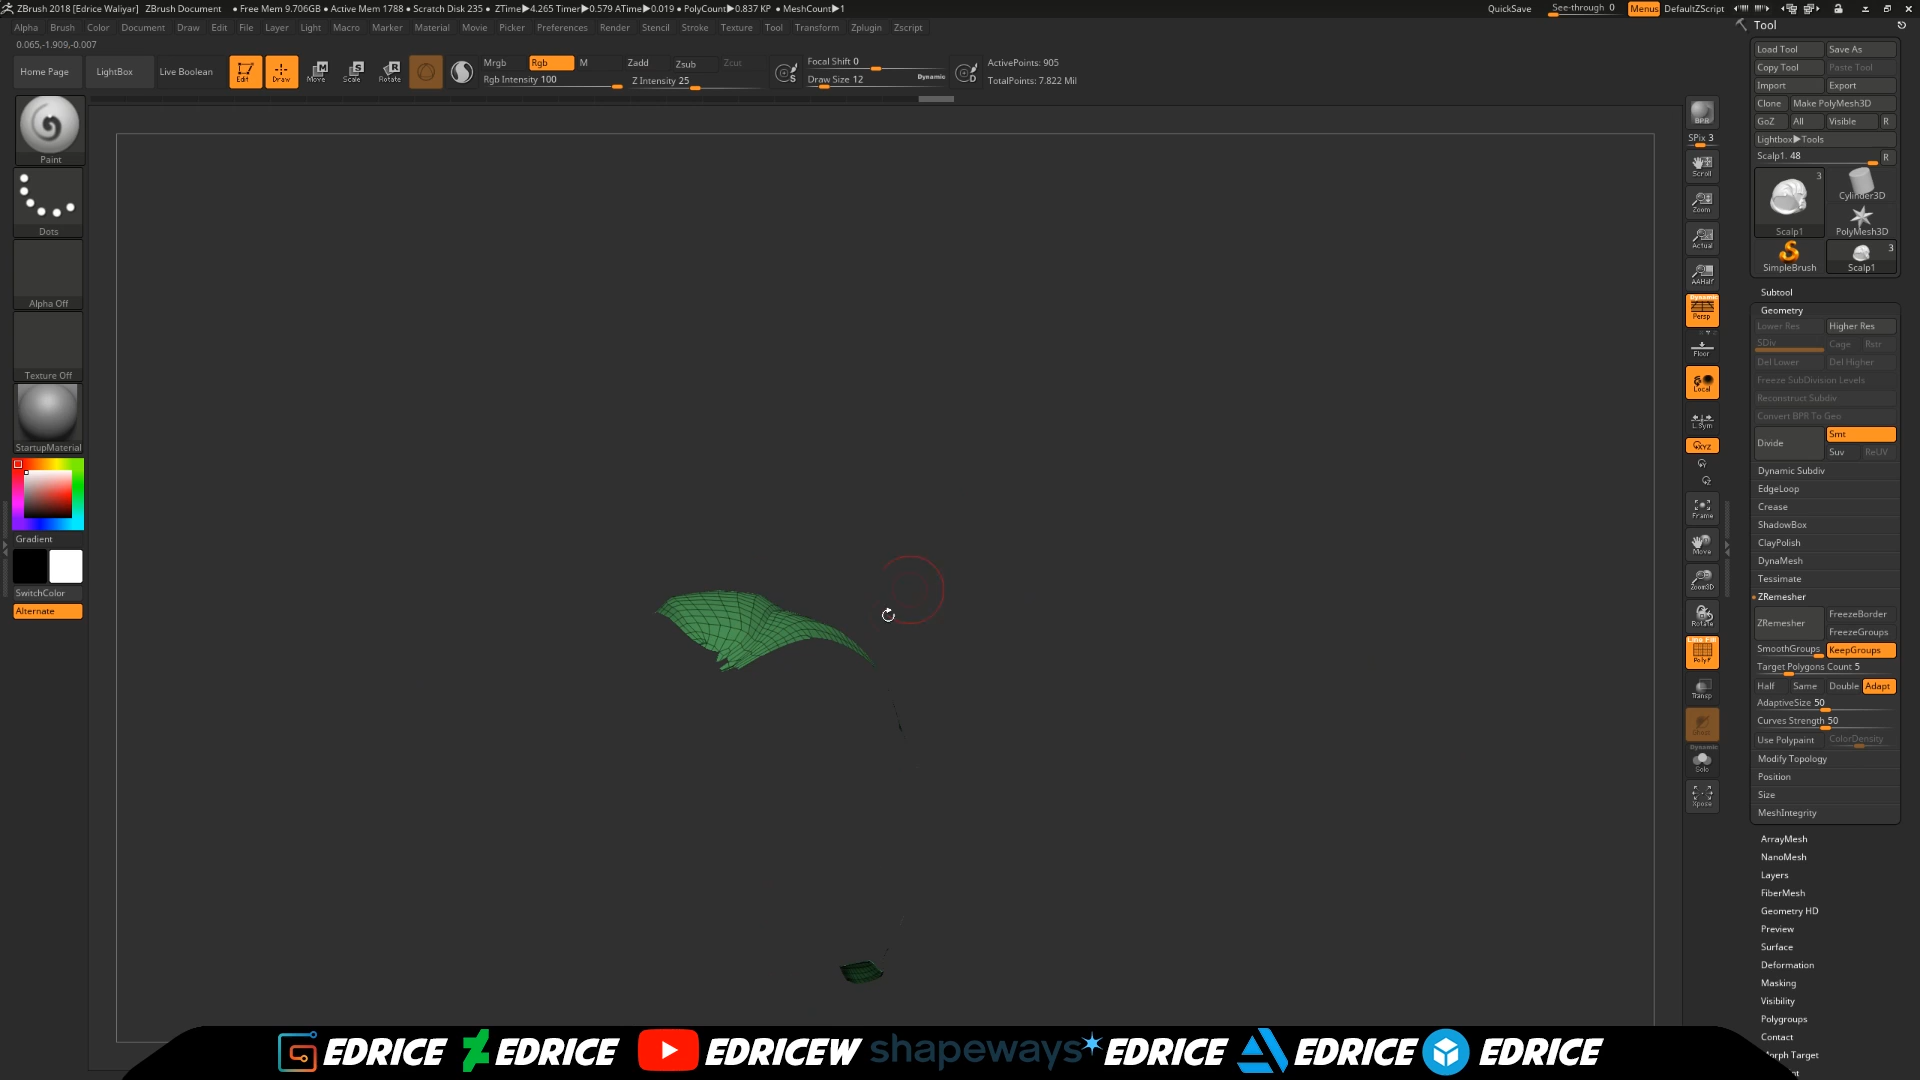 ZBrush 2018 [Edrice Waliyar] ZBrush Document ● Free Mem 9.706GB ● Active Mem 1788 ● Scratch Disk 235 ● ZTime▶4.265 Timer▶0.579 ATime▶0.019 ● PolyCount▶0.837 KP ● MeshCount▶1 QuickSave See-through 0 Menus DefaultZScript
Alpha Brush Color Document Draw Edit File Layer Light Macro Marker Material Movie Picker Preferences Render Stencil Stroke Texture Tool Transform Zplugin Zscript
0.065,-1.909,-0.007
Home Page LightBox Live Boolean Edit Draw Move Scale Rotate
Mrgb Rgb M Zadd Zsub Zcut
Rgb Intensity 100 Z Intensity 25
Focal Shift 0
Draw Size 12 Dynamic
ActivePoints: 905
TotalPoints: 7.822 Mil
Paint
Dots
Alpha Off
Texture Off
StartupMaterial
Gradient
SwitchColor
Alternate
BPR
SPix 3
Scroll
Zoom
Actual
AAHalf
Dynamic
Persp
Floor
Local
L.Sym
XYZ
Frame
Move
Zoom3D
Rotate
Line Fill
PolyF
Transp
Ghost
Dynamic
Solo
Xpose
Tool
Load Tool Save As
Copy Tool Paste Tool
Import Export
Clone Make PolyMesh3D
GoZ All Visible R
Lightbox▶Tools
Scalp1. 48 R
3
Scalp1
Cylinder3D
PolyMesh3D
SimpleBrush
3
Scalp1
Subtool
Geometry
Lower Res Higher Res
SDiv Cage Rstr
Del Lower Del Higher
Freeze SubDivision Levels
Reconstruct Subdiv
Convert BPR To Geo
Divide Smt
Suv ReUV
Dynamic Subdiv
EdgeLoop
Crease
ShadowBox
ClayPolish
DynaMesh
Tessimate
ZRemesher
ZRemesher FreezeBorder
FreezeGroups
SmoothGroups KeepGroups
Target Polygons Count 5
Half Same Double Adapt
AdaptiveSize 50
Curves Strength 50
Use Polypaint ColorDensity
Modify Topology
Position
Size
MeshIntegrity
ArrayMesh
NanoMesh
Layers
FiberMesh
Geometry HD
Preview
Surface
Deformation
Masking
Visibility
Polygroups
Contact
Morph Target
EDRICE EDRICE EDRICEW shapeways EDRICE EDRICE EDRICE